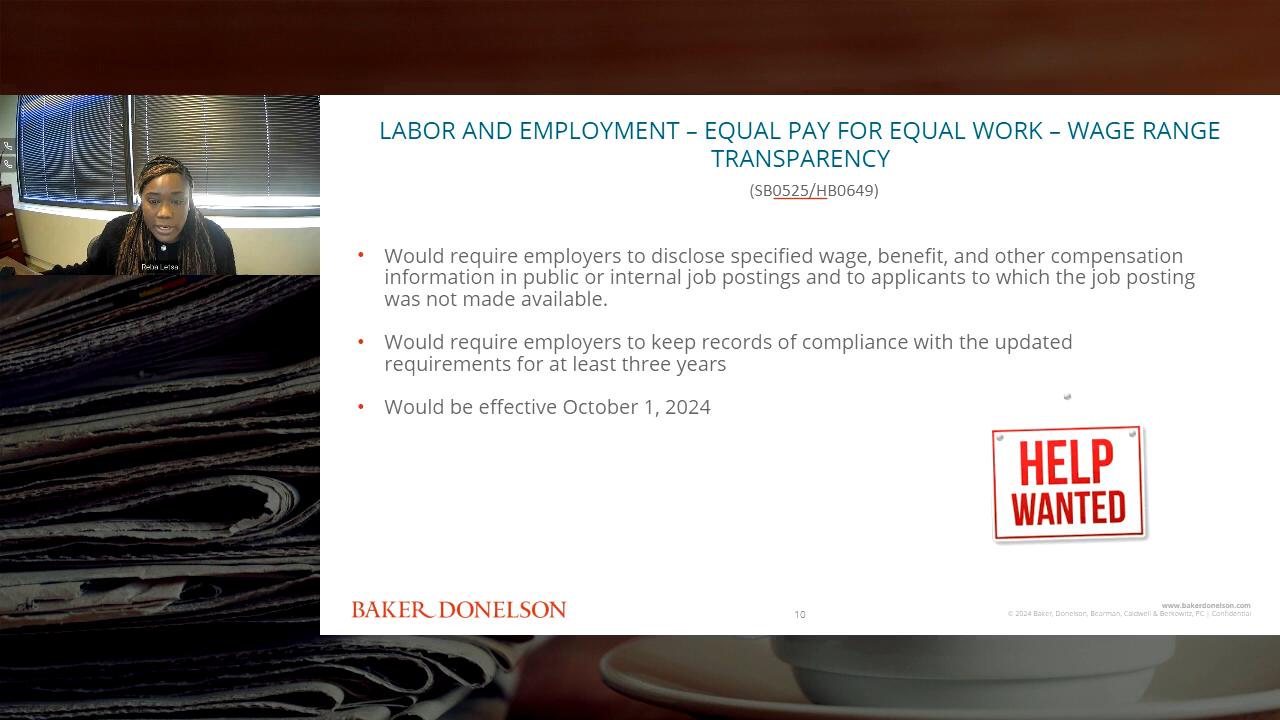 LABOR AND EMPLOYMENT – EQUAL PAY FOR EQUAL WORK – WAGE RANGE
TRANSPARENCY
(SB0525/HB0649)
Reba Letsa
• Would require employers to disclose specified wage, benefit, and other compensation
information in public or internal job postings and to applicants to which the job posting
was not made available.
• Would require employers to keep records of compliance with the updated
requirements for at least three years
• Would be effective October 1, 2024
HELP
WANTED
BAKER DONELSON
10
www.bakerdonelson.com
© 2024 Baker, Donelson, Bearman, Caldwell & Berkowitz, PC | Confidential